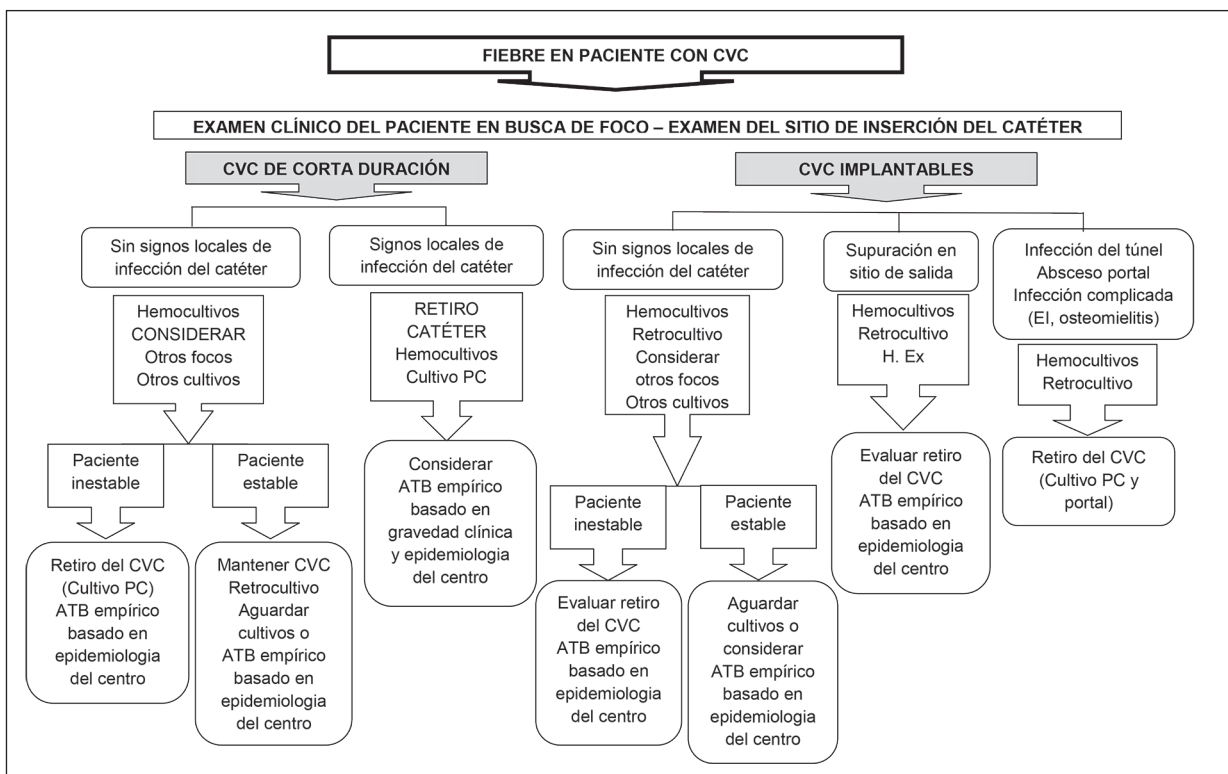 FIEBRE EN PACIENTE CON CVC
EXAMEN CLÍNICO DEL PACIENTE EN BUSCA DE FOCO – EXAMEN DEL SITIO DE INSERCIÓN DEL CATÉTER
CVC DE CORTA DURACIÓN
Sin signos locales de
infección del catéter
Hemocultivos
CONSIDERAR
Otros focos
Otros cultivos
Paciente
inestable
Retiro del CVC
(Cultivo PC)
ATB empírico
basado en
epidemiologia
del centro
Paciente
estable
Mantener CVC
Retrocultivo
Aguardar
cultivos o
ATB empírico
basado en
epidemiologia
del centro
Signos locales de
infección del catéter
RETIRO
CATÉTER
Hemocultivos
Cultivo PC
Considerar
ATB empírico
basado en
gravedad clínica
y epidemiologia
del centro
CVC IMPLANTABLES
Sin signos locales de
infección del catéter
Hemocultivos
Retrocultivo
Considerar
otros focos
Otros cultivos
Paciente
inestable
Evaluar retiro
del CVC
ATB empírico
basado en
epidemiologia
del centro
Paciente
estable
Aguardar
cultivos o
considerar
ATB empírico
basado en
epidemiologia
del centro
Supuración en
sitio de salida
Hemocultivos
Retrocultivo
H. Ex
Evaluar retiro
del CVC
ATB empírico
basado en
epidemiologia
del centro
Infección del túnel
Absceso portal
Infección complicada
(EI, osteomielitis)
Hemocultivos
Retrocultivo
Retiro del CVC
(Cultivo PC y
portal)